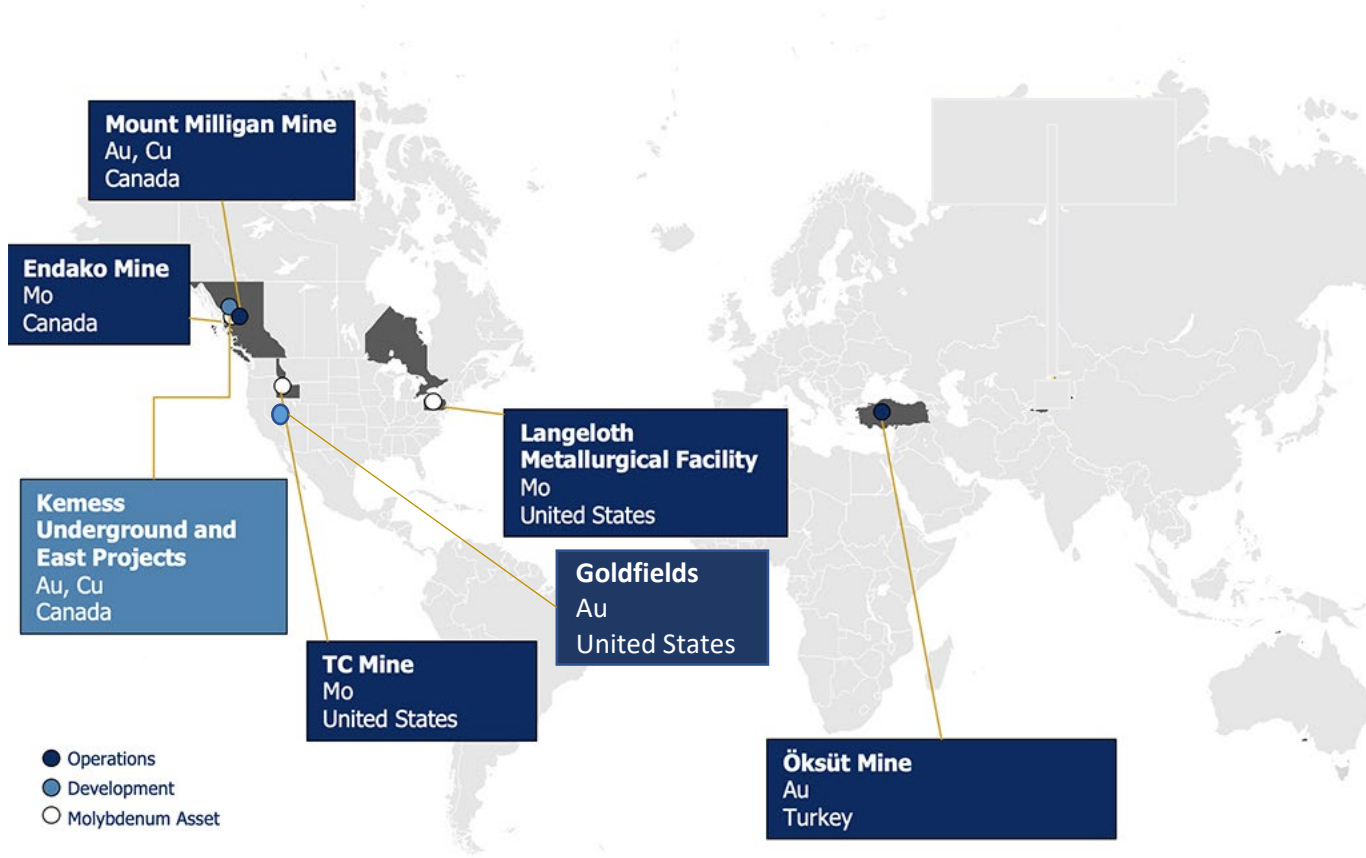 Mount Milligan Mine
Au, Cu
Canada
Endako Mine
Mo
Canada
Kemess
Underground and
East Projects
Au, Cu
Canada
Langeloth
Metallurgical Facility
Mo
United States
Goldfields
Au
United States
TC Mine
Mo
United States
Öksüt Mine
Au
Turkey
Operations
Development
Molybdenum Asset